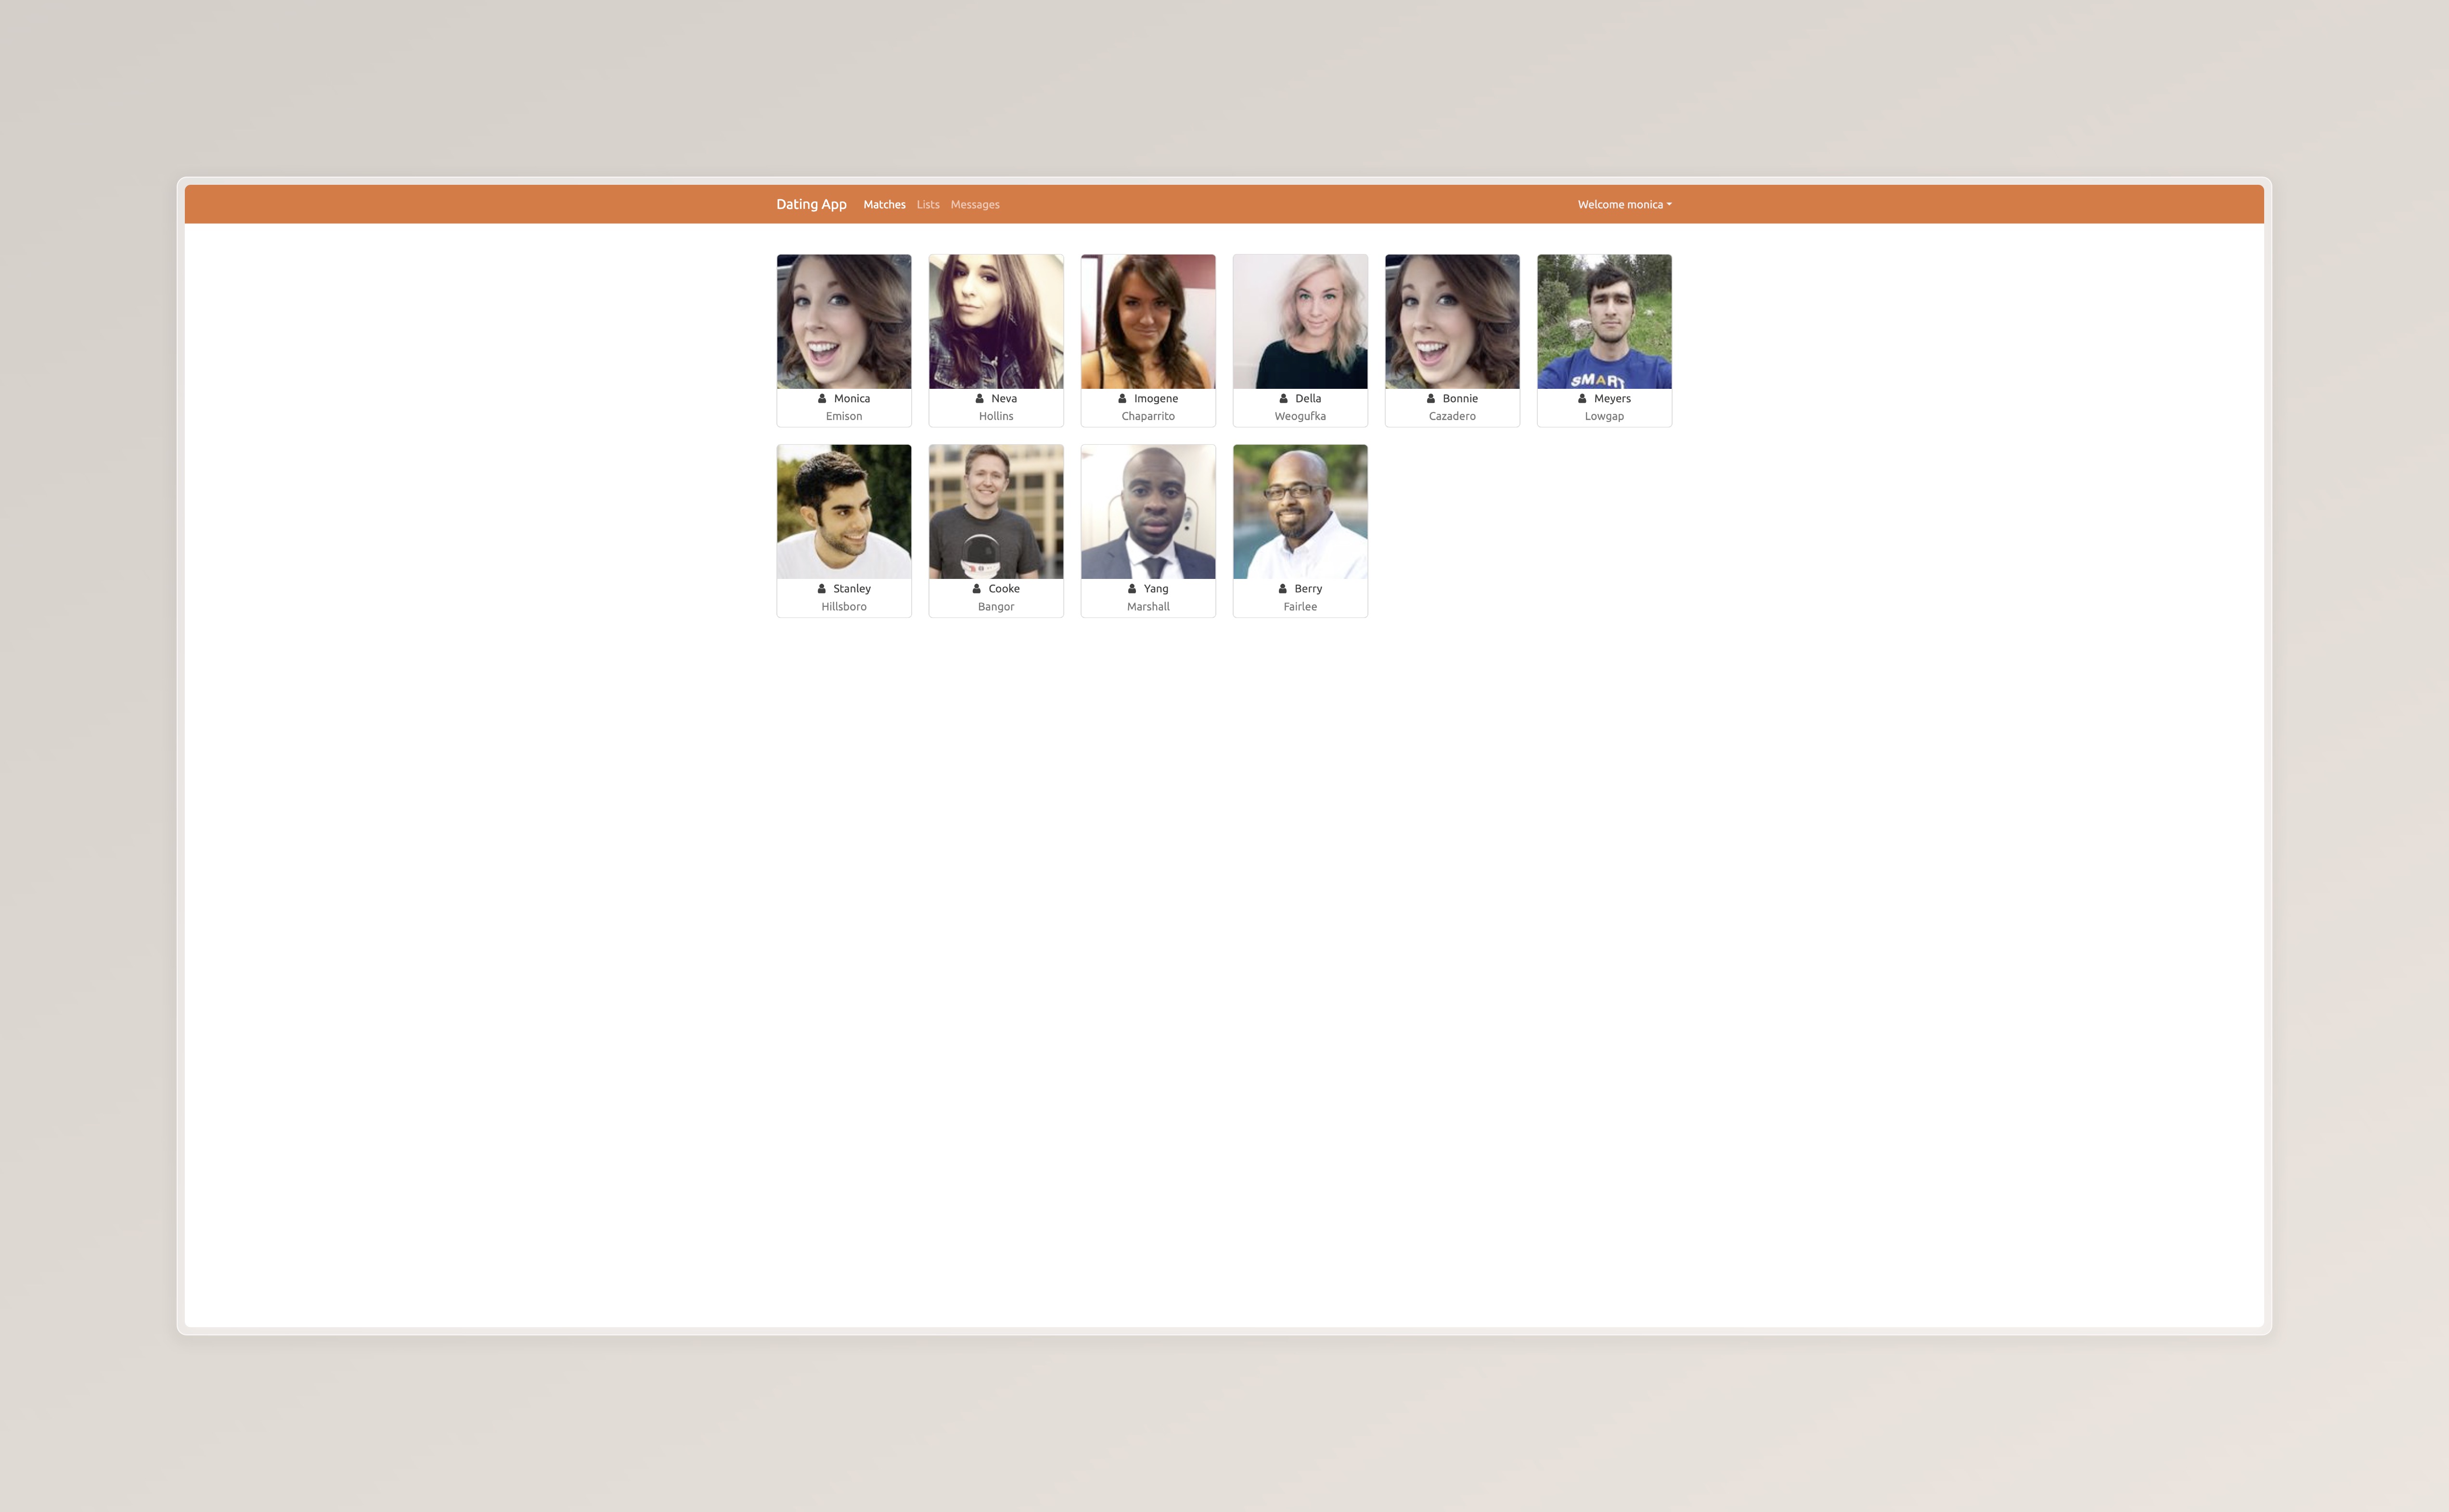 Dating App Matches Lists Messages Welcome monica
Monica
Emison
Neva
Hollins
Imogene
Chaparrito
Della
Weogufka
Bonnie
Cazadero
Meyers
Lowgap
SMART
Stanley
Hillsboro
Cooke
Bangor
Yang
Marshall
Berry
Fairlee